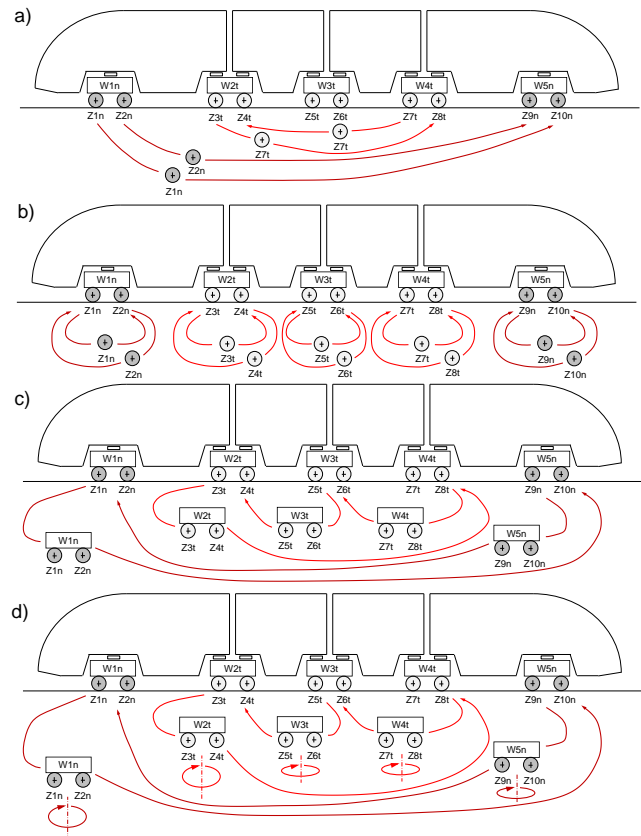 a)
W1n W2t W3t W4t W5n
Z1n Z2n Z3t Z4t Z5t Z6t Z7t Z8t Z9n Z10n
Z7t Z7t
Z2n
Z1n
b)
W1n W2t W3t W4t W5n
Z1n Z2n Z3t Z4t Z5t Z6t Z7t Z8t Z9n Z10n
Z1n Z3t Z5t Z7t Z9n
Z2n Z4t Z6t Z8t Z10n
c)
W1n W2t W3t W4t W5n
Z1n Z2n Z3t Z4t Z5t Z6t Z7t Z8t Z9n Z10n
W2t W3t W4t
W1n W5n
Z3t Z4t Z5t Z6t Z7t Z8t
Z1n Z2n Z9n Z10n
d)
W1n W2t W3t W4t W5n
Z1n Z2n Z3t Z4t Z5t Z6t Z7t Z8t Z9n Z10n
W2t W3t W4t
W1n W5n
Z3t Z4t Z5t Z6t Z7t Z8t
Z1n Z2n Z9n Z10n